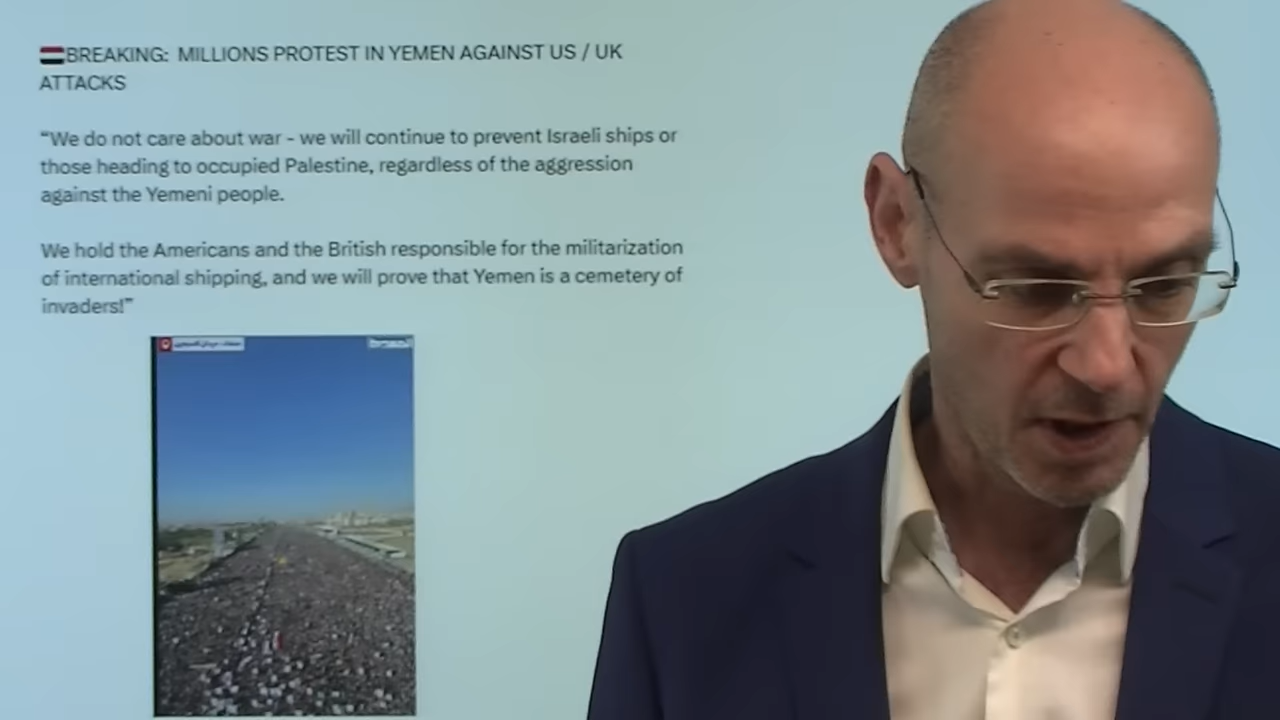 BREAKING: MILLIONS PROTEST IN YEMEN AGAINST US / UK
ATTACKS
“We do not care about war - we will continue to prevent Israeli ships or
those heading to occupied Palestine, regardless of the aggression
against the Yemeni people.
We hold the Americans and the British responsible for the militarization
of international shipping, and we will prove that Yemen is a cemetery of
invaders!”